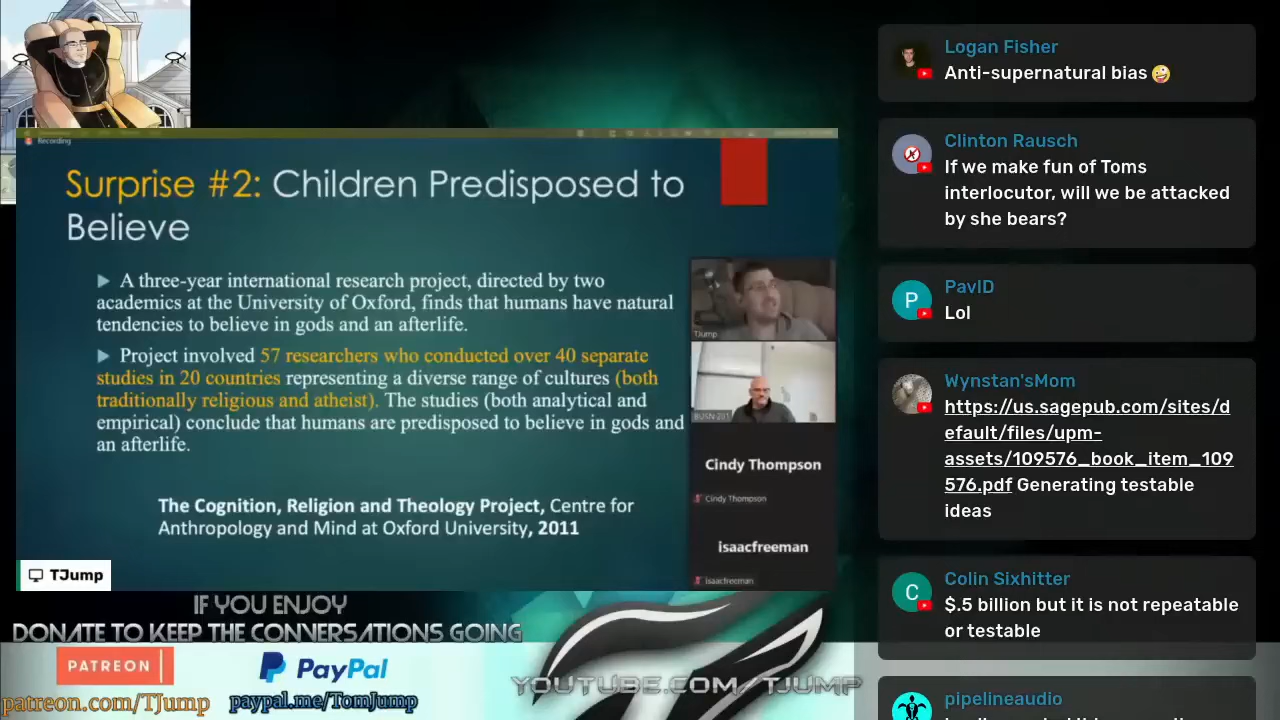 Recording
Surprise #2: Children Predisposed to
Believe
A three-year international research project, directed by two
academics at the University of Oxford, finds that humans have natural
tendencies to believe in gods and an afterlife.
Project involved 57 researchers who conducted over 40 separate
studies in 20 countries representing a diverse range of cultures (both
traditionally religious and atheist). The studies (both analytical and
empirical) conclude that humans are predisposed to believe in gods and
an afterlife.
The Cognition, Religion and Theology Project, Centre for
Anthropology and Mind at Oxford University, 2011
TJump
BUSN-201
Cindy Thompson
Cindy Thompson
isaacfreeman
isaacfreeman
TJump
IF YOU ENJOY
DONATE TO KEEP THE CONVERSATIONS GOING
PATREON
PayPal
patreon.com/TJump
paypal.me/TomJump
YOUTUBE.COM/TJUMP
Logan Fisher
Anti-supernatural bias 🤪
Clinton Rausch
If we make fun of Toms
interlocutor, will we be attacked
by she bears?
P
PavID
Lol
Wynstan'sMom
https://us.sagepub.com/sites/d
efault/files/upm-
assets/109576_book_item_109
576.pdf Generating testable
ideas
C
Colin Sixhitter
$.5 billion but it is not repeatable
or testable
pipelineaudio